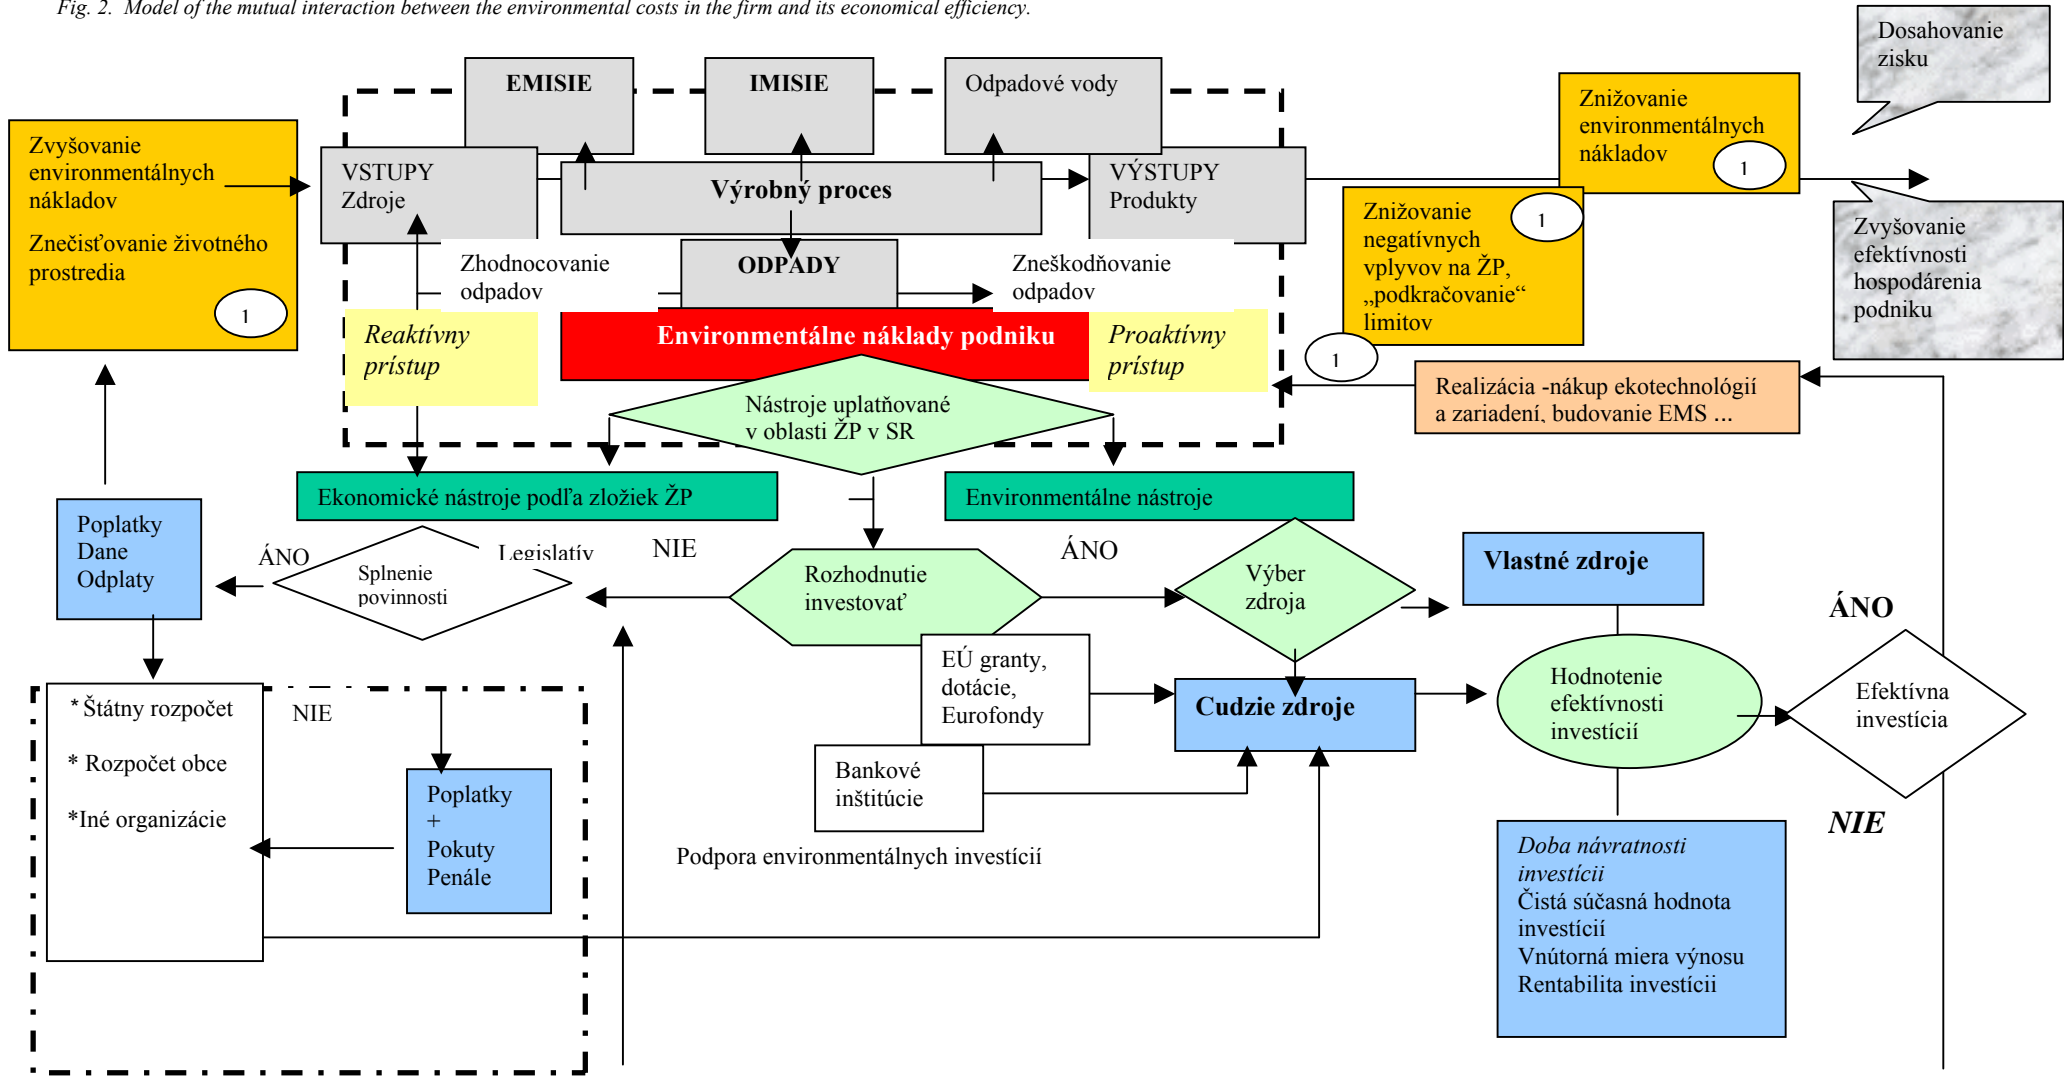 Fig. 2. Model of the mutual interaction between the environmental costs in the firm and its economical efficiency.
Dosahovanie
zisku
EMISIE
IMISIE
Odpadové vody
Znižovanie
environmentálnych
nákladov
1
Zvyšovanie
environmentálnych
nákladov
Znečisťovanie životného
prostredia
1
VSTUPY
Zdroje
Výrobný proces
VÝSTUPY
Produkty
Znižovanie
negatívnych
vplyvov na ŽP,
„podkračovanie“
limitov
1
1
Zvyšovanie
efektívnosti
hospodárenia
podniku
Zhodnocovanie
odpadov
ODPADY
Zneškodňovanie
odpadov
Reaktívny
prístup
Environmentálne náklady podniku
Proaktívny
prístup
Nástroje uplatňované
v oblasti ŽP v SR
Realizácia -nákup ekotechnológií
a zariadení, budovanie EMS ...
Ekonomické nástroje podľa zložiek ŽP
Environmentálne nástroje
Poplatky
Dane
Odplaty
ÁNO
Splnenie
povinnosti
Legislatív
NIE
Rozhodnutie
investovať
ÁNO
Výber
zdroja
Vlastné zdroje
ÁNO
EÚ granty,
dotácie,
Eurofondy
Cudzie zdroje
Hodnotenie
efektívnosti
investícií
Efektívna
investícia
* Štátny rozpočet
* Rozpočet obce
*Iné organizácie
NIE
Poplatky
+
Pokuty
Penále
Bankové
inštitúcie
Podpora environmentálnych investícií
NIE
Doba návratnosti
investícii
Čistá súčasná hodnota
investícií
Vnútorná miera výnosu
Rentabilita investícii